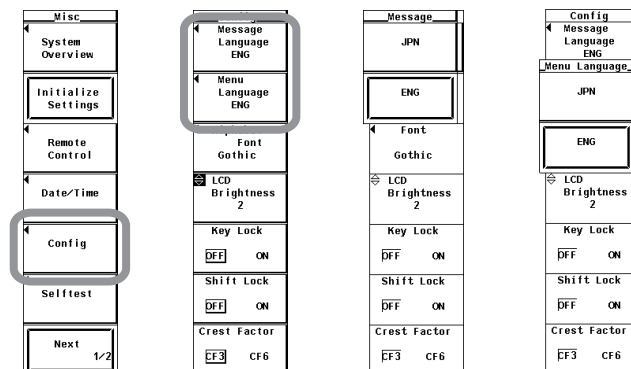 Misc
System
Overview
Initialize
Settings
Remote
Control
Date/Time
Config
Selftest
Next
1/2
Message
Language
ENG
Menu
Language
ENG
Font
Gothic
LCD
Brightness
2
Key Lock
OFF ON
Shift Lock
OFF ON
Crest Factor
CF3 CF6
Message
JPN
ENG
Font
Gothic
LCD
Brightness
2
Key Lock
OFF ON
Shift Lock
OFF ON
Crest Factor
CF3 CF6
Config
Message
Language
ENG
Menu Language
JPN
ENG
LCD
Brightness
2
Key Lock
OFF ON
Shift Lock
OFF ON
Crest Factor
CF3 CF6